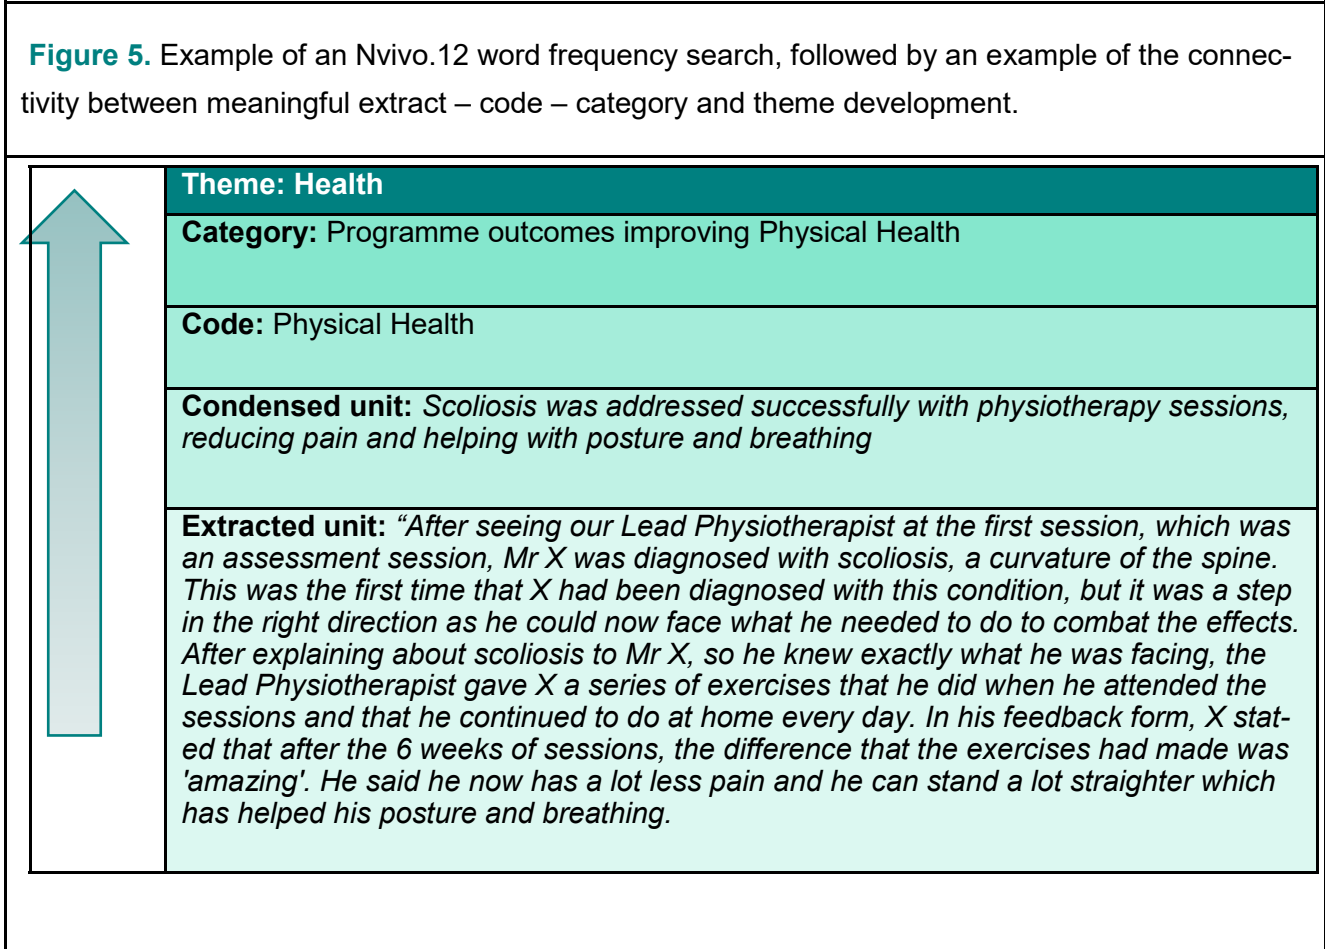 Figure 5. Example of an Nvivo.12 word frequency search, followed by an example of the connec-
tivity between meaningful extract – code – category and theme development.
Theme: Health
Category: Programme outcomes improving Physical Health
Code: Physical Health
Condensed unit: Scoliosis was addressed successfully with physiotherapy sessions,
reducing pain and helping with posture and breathing
Extracted unit: “After seeing our Lead Physiotherapist at the first session, which was
an assessment session, Mr X was diagnosed with scoliosis, a curvature of the spine.
This was the first time that X had been diagnosed with this condition, but it was a step
in the right direction as he could now face what he needed to do to combat the effects.
After explaining about scoliosis to Mr X, so he knew exactly what he was facing, the
Lead Physiotherapist gave X a series of exercises that he did when he attended the
sessions and that he continued to do at home every day. In his feedback form, X stat-
ed that after the 6 weeks of sessions, the difference that the exercises had made was
'amazing'. He said he now has a lot less pain and he can stand a lot straighter which
has helped his posture and breathing.